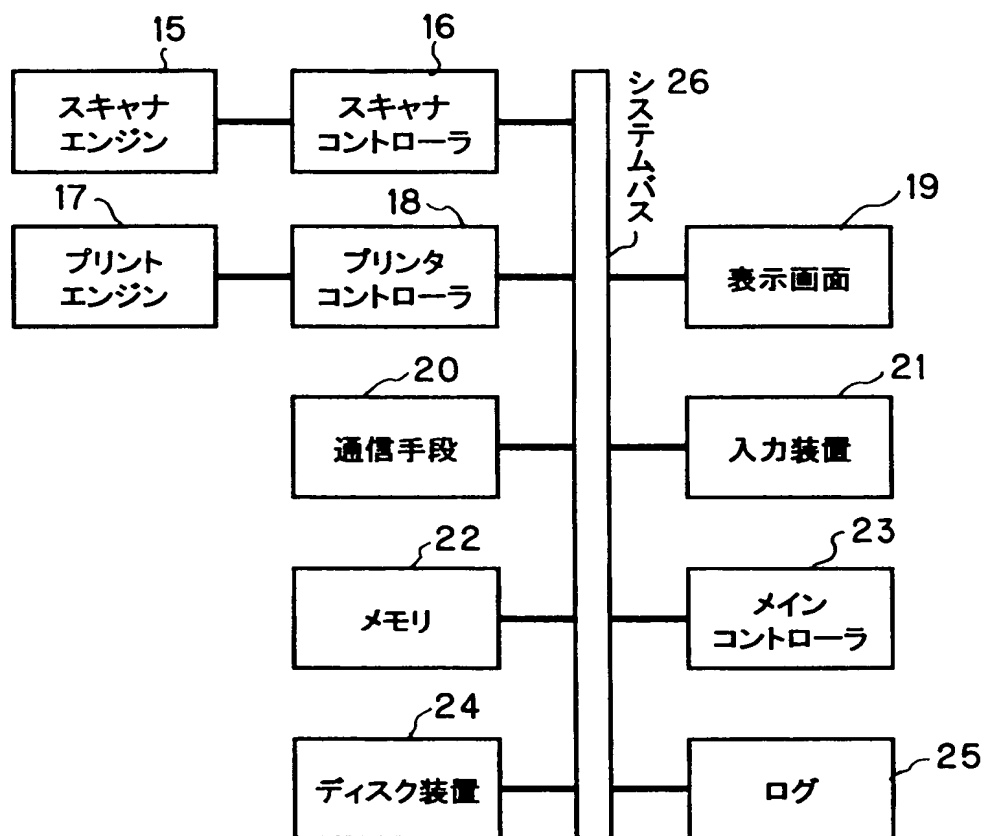 15
16
スキャナ
エンジン
スキャナ
コントローラ
システムバス
26
17
18
プリント
エンジン
プリンタ
コントローラ
19
表示画面
20
通信手段
21
入力装置
22
メモリ
23
メイン
コントローラ
24
ディスク装置
25
ログ